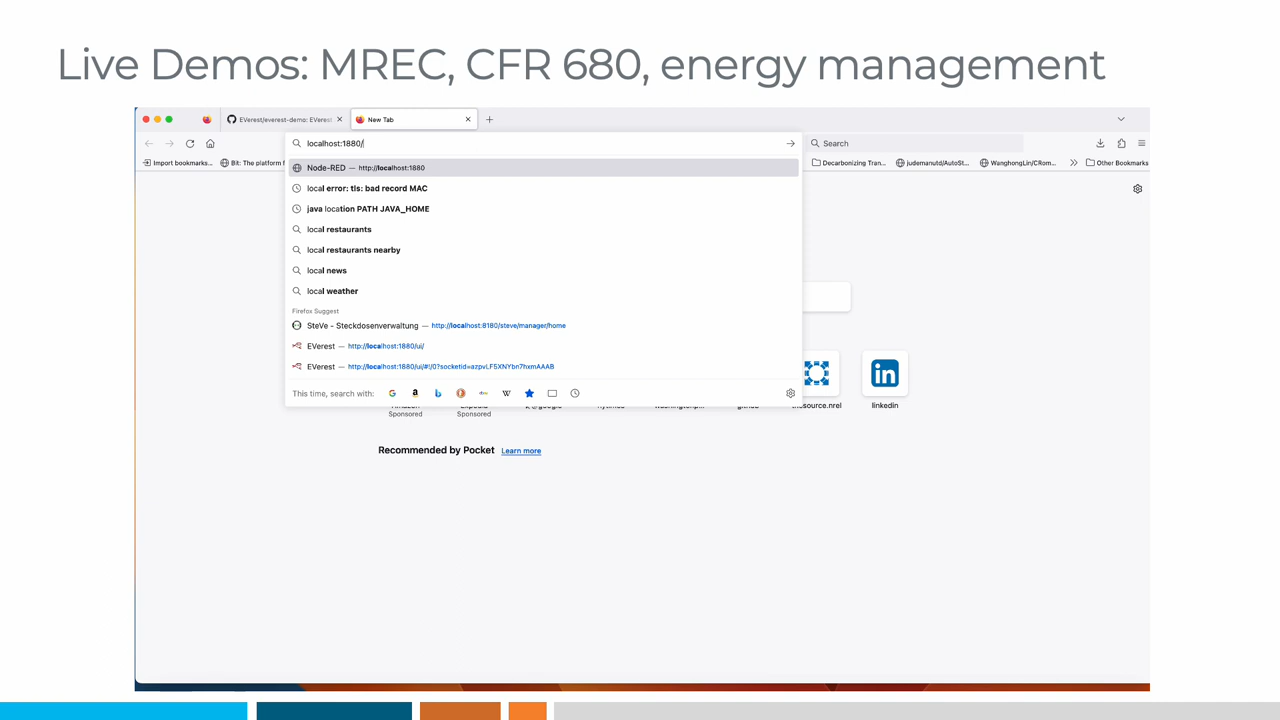 Live Demos: MREC, CFR 680, energy management
EVerest/everest-demo: EVerest
New Tab
localhost:1880/
Search
Import bookmarks...
Bit: The platform f
Decarbonizing Tran...
judemanutd/AutoSt...
WanghongLin/CRom...
Other Bookmarks
Node-RED — http://localhost:1880
local error: tls: bad record MAC
java location PATH JAVA_HOME
local restaurants
local restaurants nearby
local news
local weather
Firefox Suggest
SteVe - Steckdosenverwaltung — http://localhost:8180/steve/manager/home
EVerest — http://localhost:1880/ui/
EVerest — http://localhost:1880/ui/#!/0?socketid=azpvLF5XNYbn7hxmAAAB
This time, search with:
Sponsored
Sponsored
linkedin
Recommended by Pocket Learn more